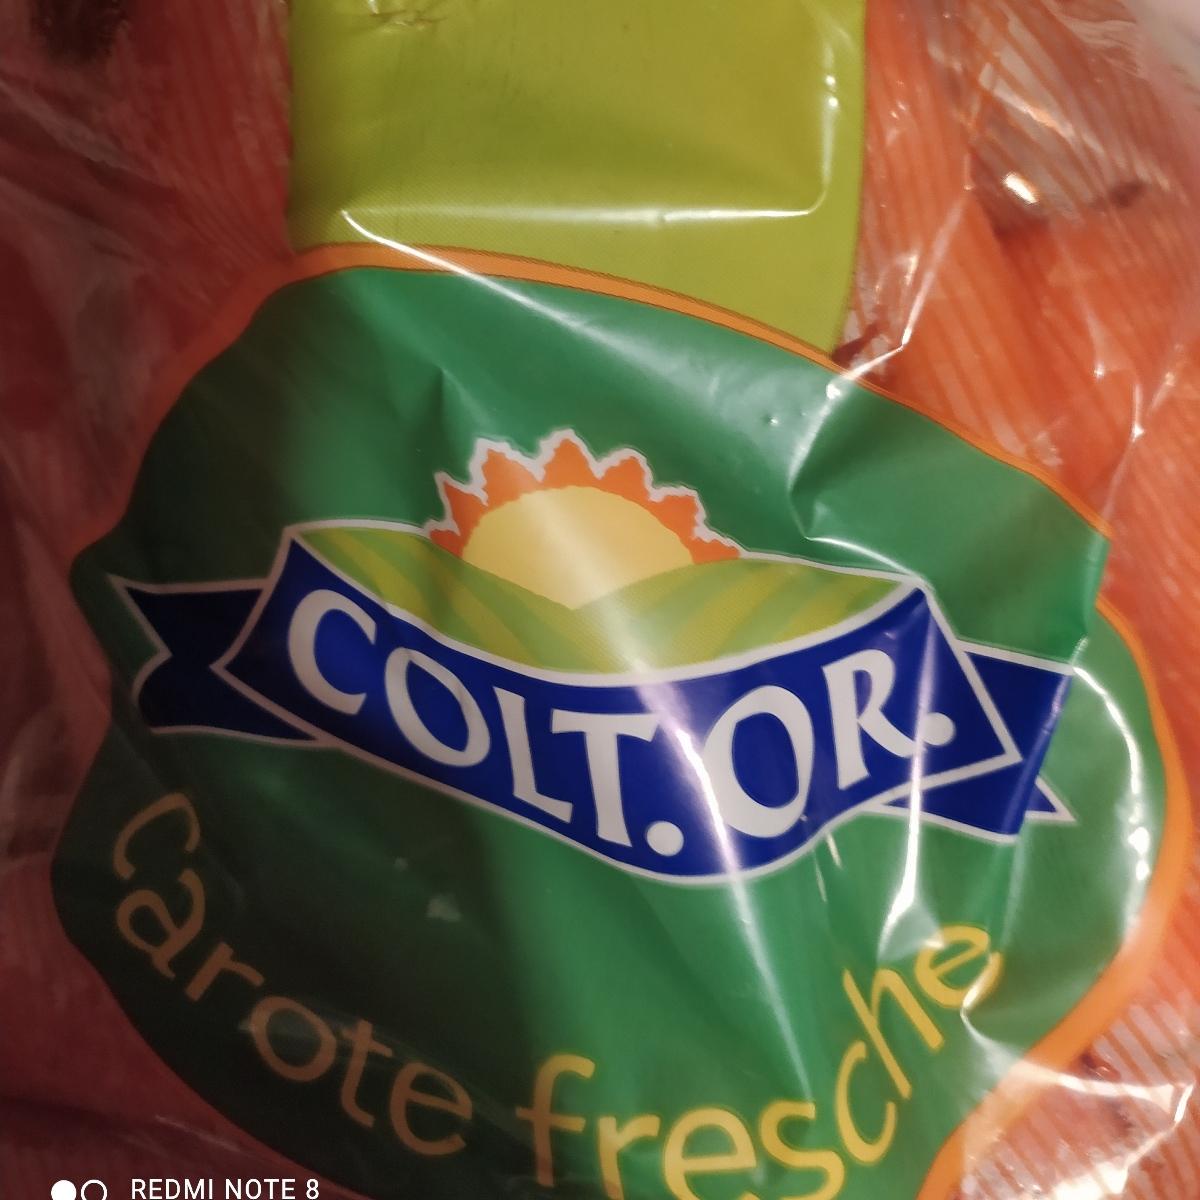 COLT.OR.
carote fresche
REDMI NOTE 8